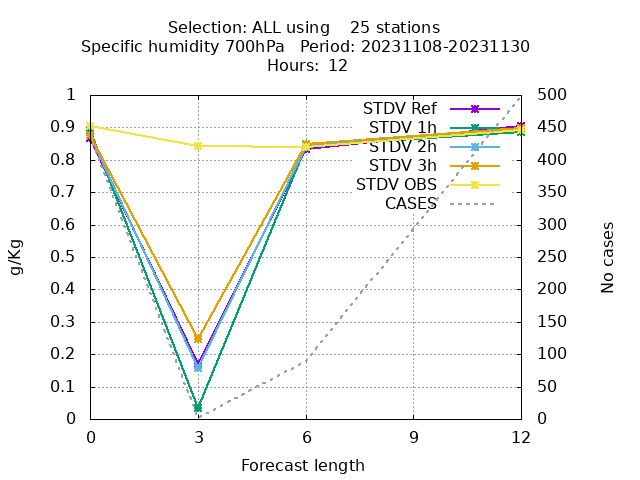 Selection: ALL using    25 stations
Specific humidity 700hPa   Period: 20231108-20231130
Hours: 12
g/Kg
No cases
1
0.9
0.8
0.7
0.6
0.5
0.4
0.3
0.2
0.1
0
500
450
400
350
300
250
200
150
100
50
0
STDV Ref
STDV 1h
STDV 2h
STDV 3h
STDV OBS
CASES
0 3 6 9 12
Forecast length